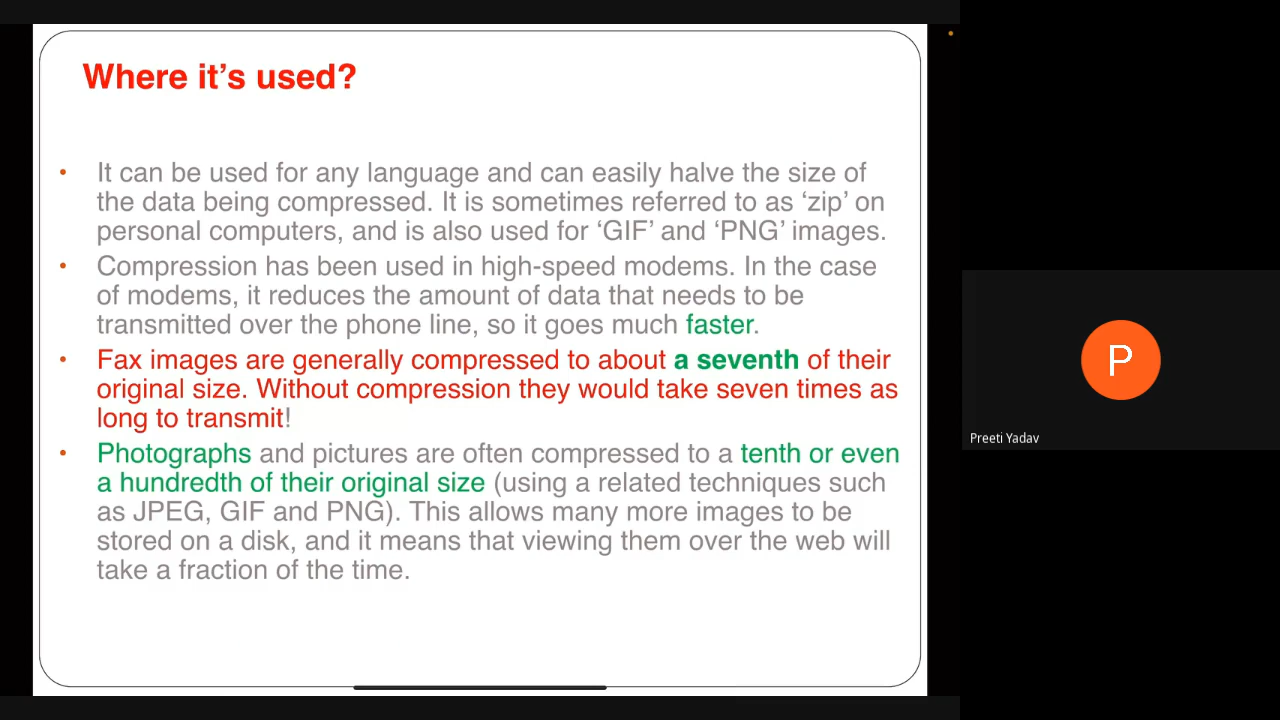 Where it’s used?
• It can be used for any language and can easily halve the size of
the data being compressed. It is sometimes referred to as ‘zip’ on
personal computers, and is also used for ‘GIF’ and ‘PNG’ images.
• Compression has been used in high-speed modems. In the case
of modems, it reduces the amount of data that needs to be
transmitted over the phone line, so it goes much faster.
• Fax images are generally compressed to about a seventh of their
original size. Without compression they would take seven times as
long to transmit!
• Photographs and pictures are often compressed to a tenth or even
a hundredth of their original size (using a related techniques such
as JPEG, GIF and PNG). This allows many more images to be
stored on a disk, and it means that viewing them over the web will
take a fraction of the time.
P
Preeti Yadav